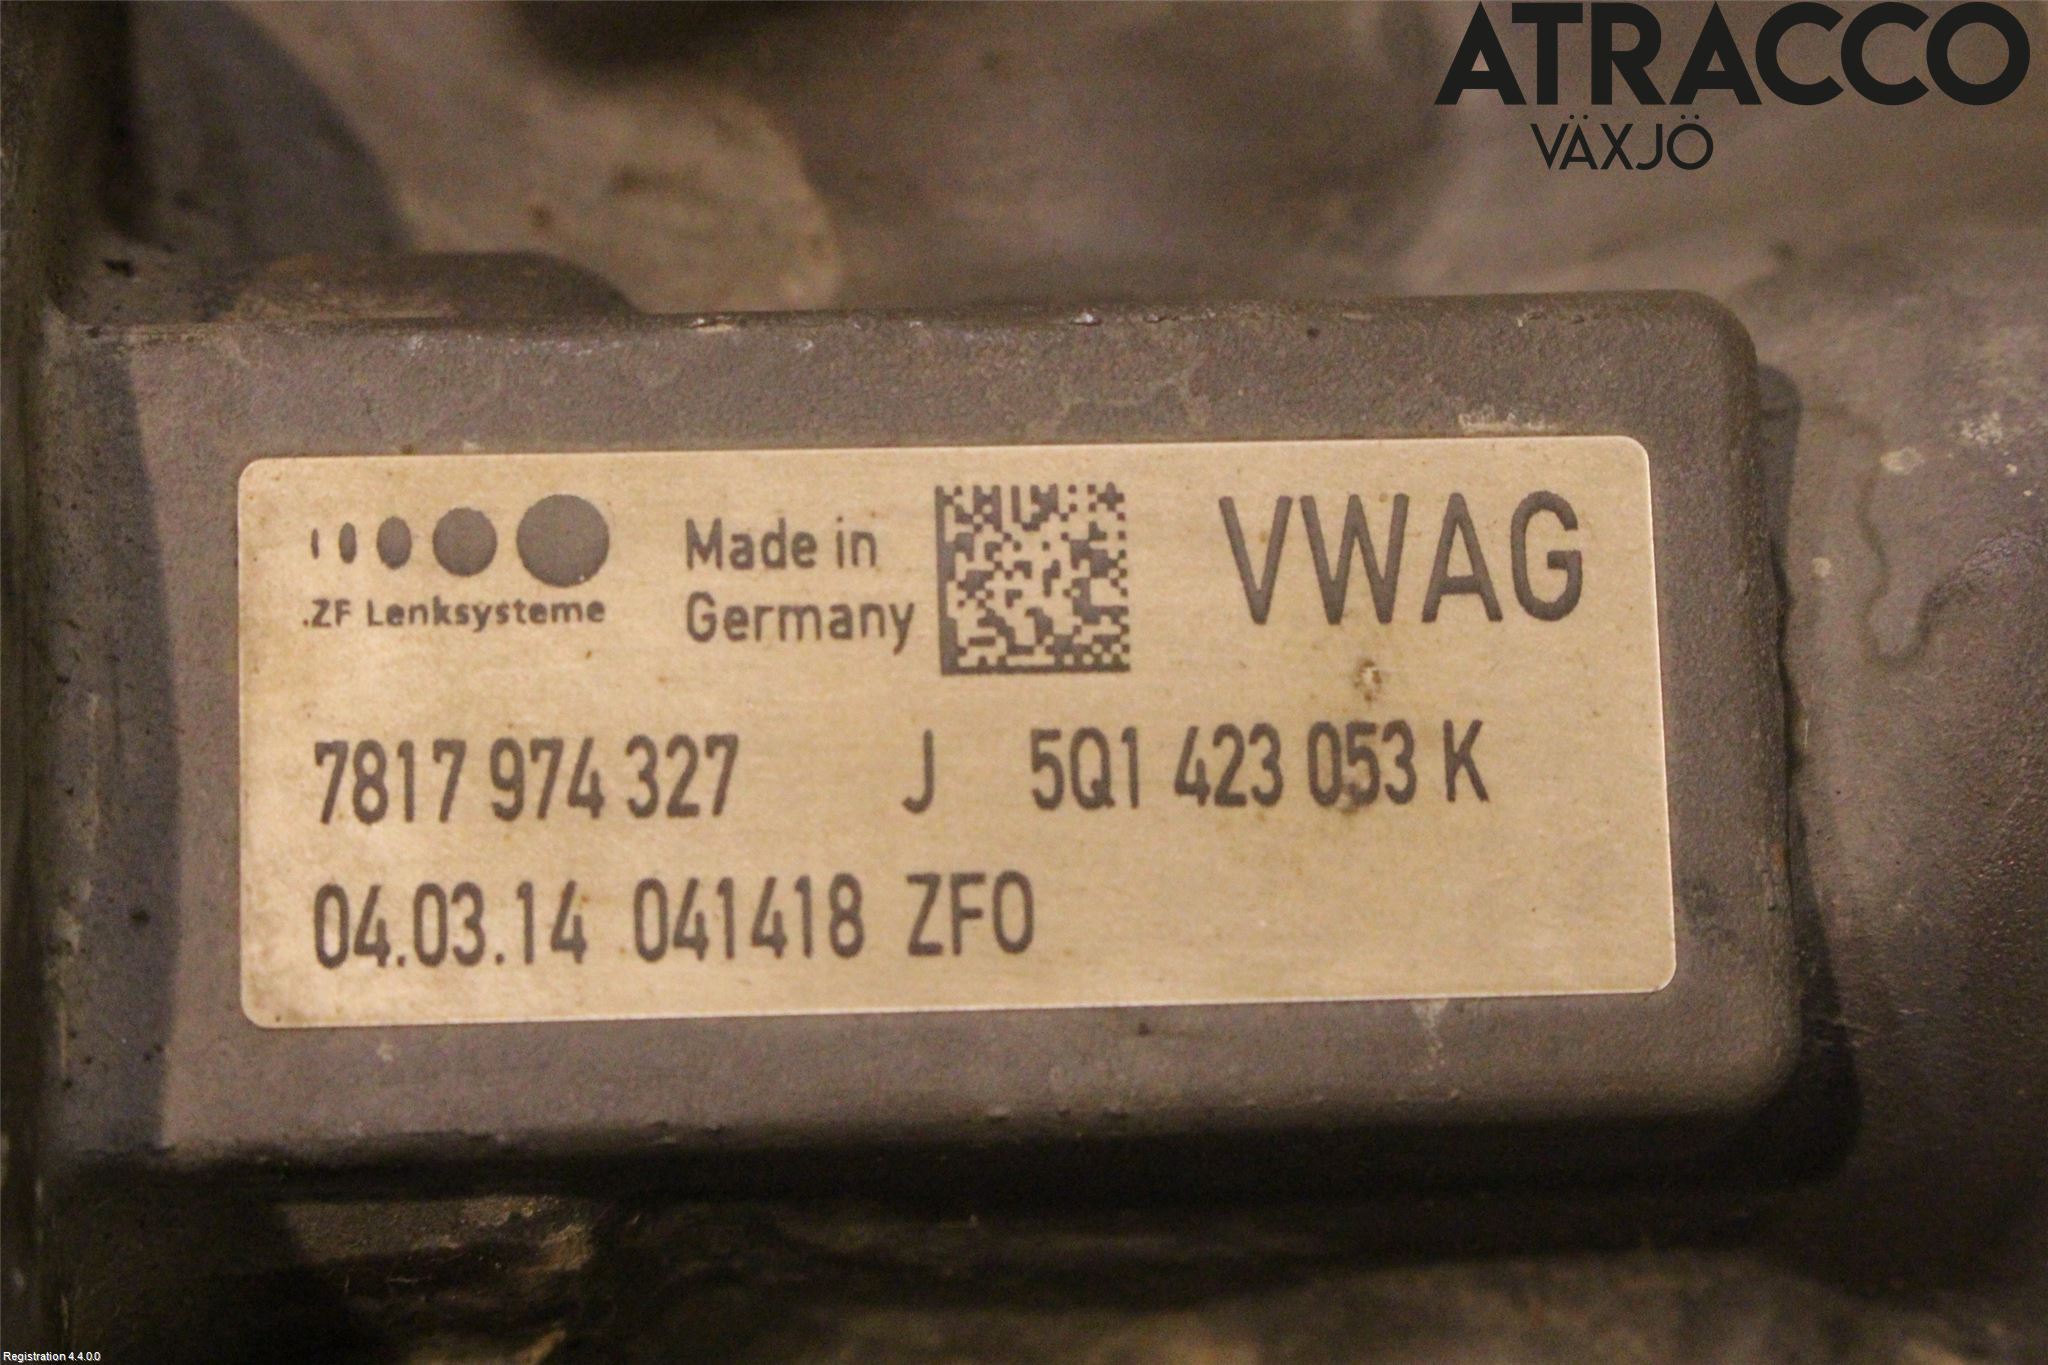 ATRACCO
VÄXJÖ
ZF Lenksysteme
Made in
Germany
VWAG
7817 974 327 J 5Q1 423 053 K
04.03.14 041418 ZFO
Registration 4.4.0.0